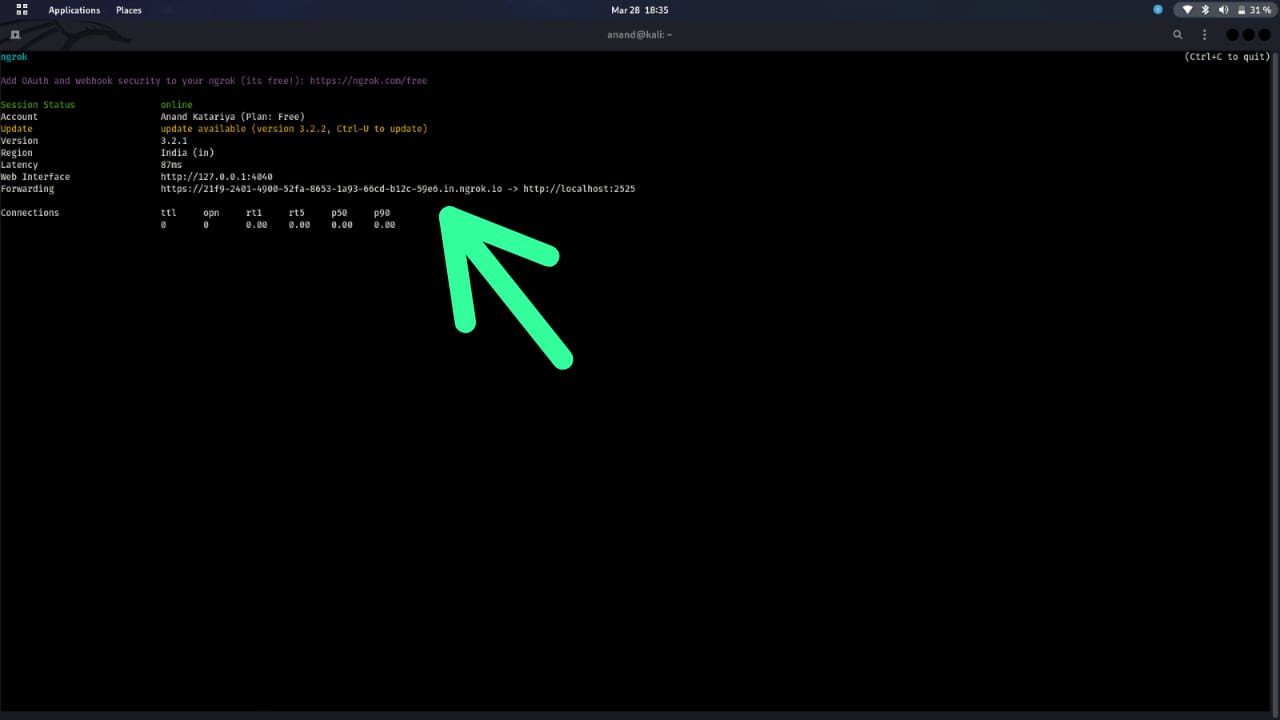 Applications Places Mar 28 18:35 31 %
anand@kali: ~
ngrok (Ctrl+C to quit)
Add OAuth and webhook security to your ngrok (its free!): https://ngrok.com/free
Session Status online
Account Anand Katariya (Plan: Free)
Update update available (version 3.2.2, Ctrl-U to update)
Version 3.2.1
Region India (in)
Latency 87ms
Web Interface http://127.0.0.1:4040
Forwarding https://21f9-2401-4900-52fa-8653-1a93-66cd-b12c-59e6.in.ngrok.io -> http://localhost:2525
Connections ttl opn rt1 rt5 p50 p90
0 0 0.00 0.00 0.00 0.00